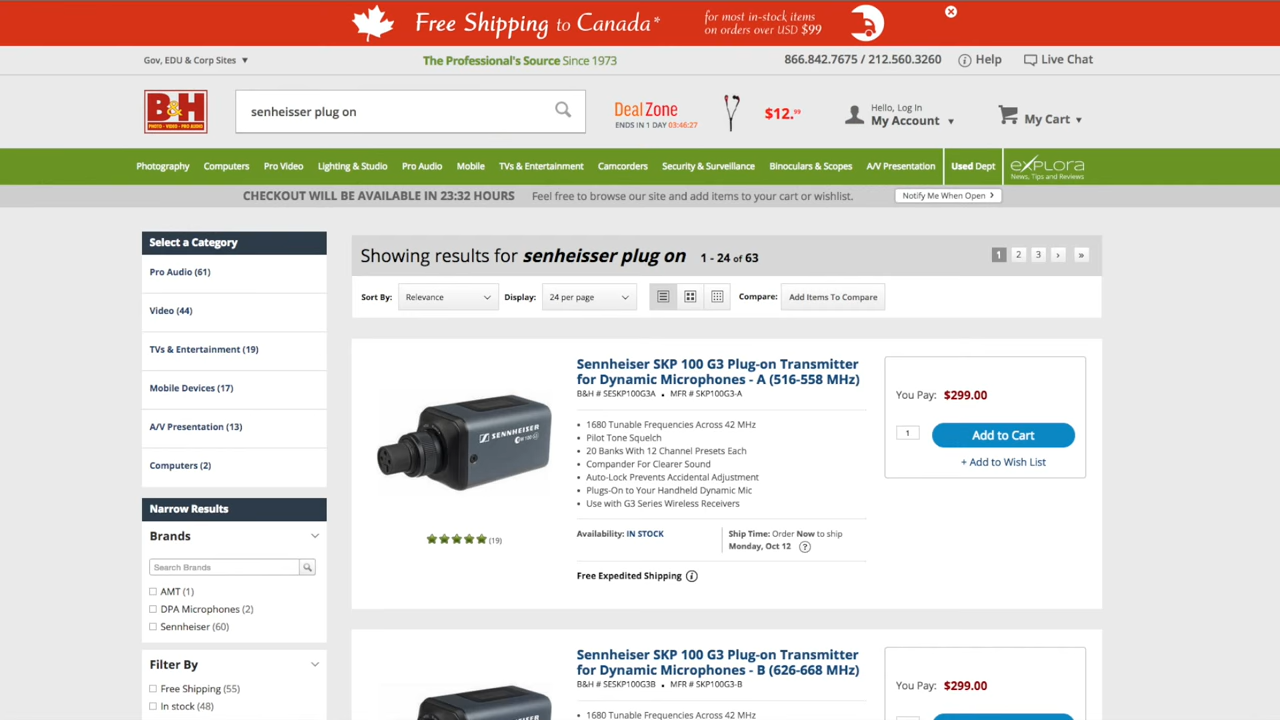 Free Shipping to Canada*
for most in-stock items
on orders over USD $99
Gov, EDU & Corp Sites
The Professional's Source Since 1973
866.842.7675 / 212.560.3260
Help
Live Chat
B&H
PHOTO - VIDEO - PRO AUDIO
senheisser plug on
DealZone
ENDS IN 1 DAY 03:46:27
$12.99
Hello, Log In
My Account
My Cart
Photography Computers Pro Video Lighting & Studio Pro Audio Mobile TVs & Entertainment Camcorders Security & Surveillance Binoculars & Scopes A/V Presentation Used Dept
explora
News, Tips and Reviews
CHECKOUT WILL BE AVAILABLE IN 23:32 HOURS Feel free to browse our site and add items to your cart or wishlist. Notify Me When Open
Select a Category
Pro Audio (61)
Video (44)
TVs & Entertainment (19)
Mobile Devices (17)
A/V Presentation (13)
Computers (2)
Narrow Results
Brands
Search Brands
AMT (1)
DPA Microphones (2)
Sennheiser (60)
Filter By
Free Shipping (55)
In stock (48)
Showing results for senheisser plug on 1 - 24 of 63
1 2 3 › »
Sort By: Relevance Display: 24 per page Compare: Add Items To Compare
SENNHEISER
Sennheiser SKP 100 G3 Plug-on Transmitter
for Dynamic Microphones - A (516-558 MHz)
B&H # SESKP100G3A • MFR # SKP100G3-A
• 1680 Tunable Frequencies Across 42 MHz
• Pilot Tone Squelch
• 20 Banks With 12 Channel Presets Each
• Compander For Clearer Sound
• Auto-Lock Prevents Accidental Adjustment
• Plugs-On to Your Handheld Dynamic Mic
• Use with G3 Series Wireless Receivers
(19)
Availability: IN STOCK
Ship Time: Order Now to ship
Monday, Oct 12
Free Expedited Shipping
You Pay: $299.00
1
Add to Cart
+ Add to Wish List
Sennheiser SKP 100 G3 Plug-on Transmitter
for Dynamic Microphones - B (626-668 MHz)
B&H # SESKP100G3B • MFR # SKP100G3-B
• 1680 Tunable Frequencies Across 42 MHz
You Pay: $299.00